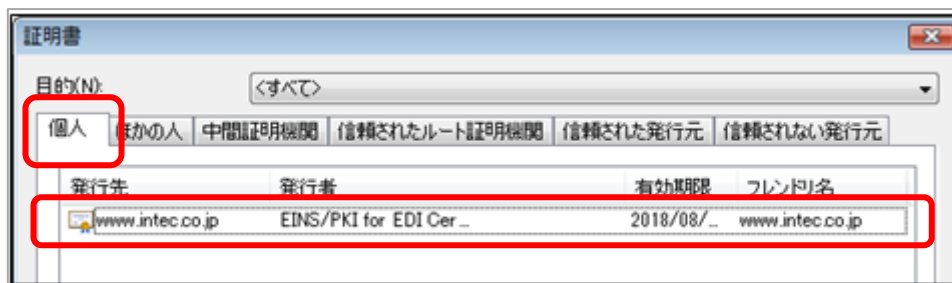 証明書
目的(N): <すべて>
個人 ほかの人 中間証明機関 信頼されたルート証明機関 信頼された発行元 信頼されない発行元
発行先 発行者 有効期限 フレンドリ名
www.intec.co.jp EINS/PKI for EDI Cer... 2018/08/... www.intec.co.jp